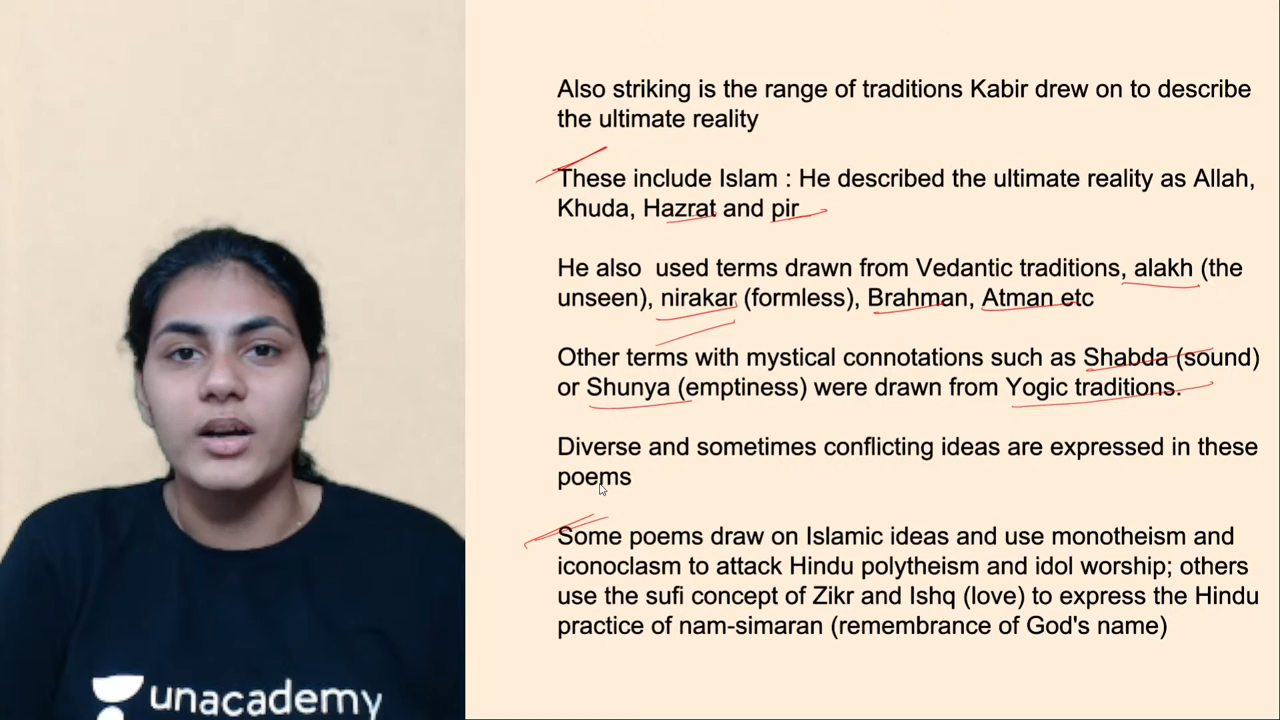 Also striking is the range of traditions Kabir drew on to describe
the ultimate reality
These include Islam : He described the ultimate reality as Allah,
Khuda, Hazrat and pir
He also used terms drawn from Vedantic traditions, alakh (the
unseen), nirakar (formless), Brahman, Atman etc
Other terms with mystical connotations such as Shabda (sound)
or Shunya (emptiness) were drawn from Yogic traditions.
Diverse and sometimes conflicting ideas are expressed in these
poems
Some poems draw on Islamic ideas and use monotheism and
iconoclasm to attack Hindu polytheism and idol worship; others
use the sufi concept of Zikr and Ishq (love) to express the Hindu
practice of nam-simaran (remembrance of God's name)
unacademy